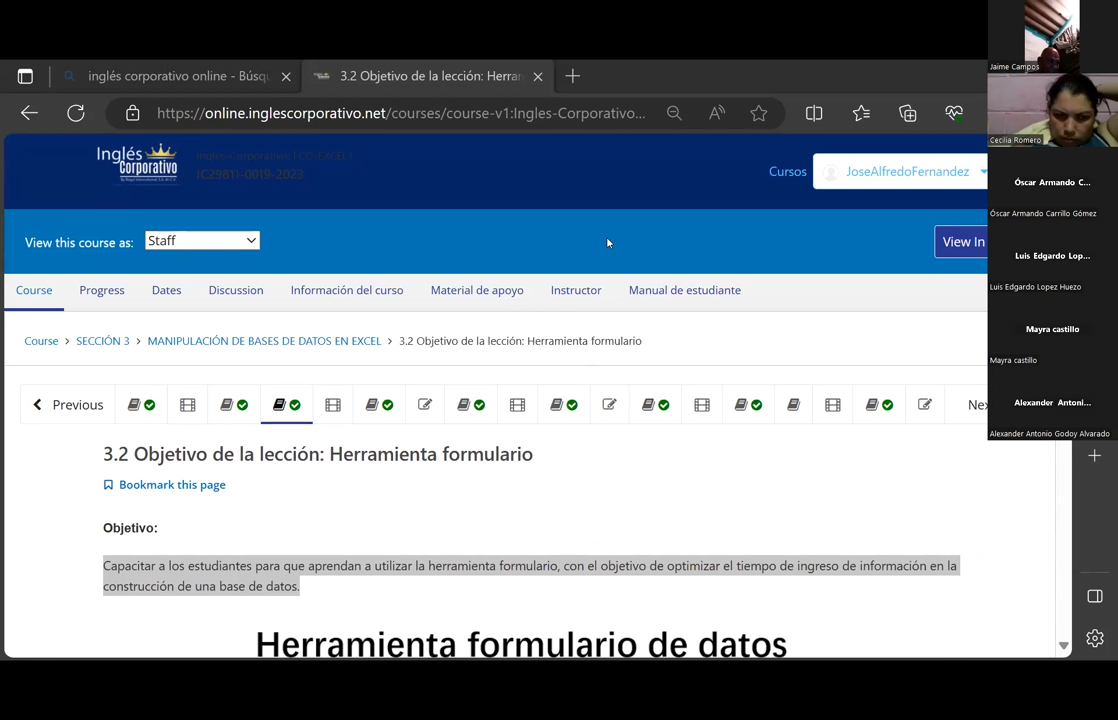 inglés corporativo online - Búsqu
3.2 Objetivo de la lección: Herran
https://online.inglescorporativo.net/courses/course-v1:Ingles-Corporativo...
Inglés
Corporativo
IC29811-0019-2023
Cursos
JoseAlfredoFernandez
View this course as:
Staff
View In
Course
Progress
Dates
Discussion
Información del curso
Material de apoyo
Instructor
Manual de estudiante
Course > SECCIÓN 3 > MANIPULACIÓN DE BASES DE DATOS EN EXCEL > 3.2 Objetivo de la lección: Herramienta formulario
Previous
Nex
3.2 Objetivo de la lección: Herramienta formulario
Bookmark this page
Objetivo:
Capacitar a los estudiantes para que aprendan a utilizar la herramienta formulario, con el objetivo de optimizar el tiempo de ingreso de información en la
construcción de una base de datos.
Herramienta formulario de datos
Jaime Campos
Cecilia Romero
Óscar Armando C...
Óscar Armando Carrillo Gómez
Luis Edgardo Lop...
Luis Edgardo Lopez Huezo
Mayra castillo
Mayra castillo
Alexander Antoni...
Alexander Antonio Godoy Alvarado